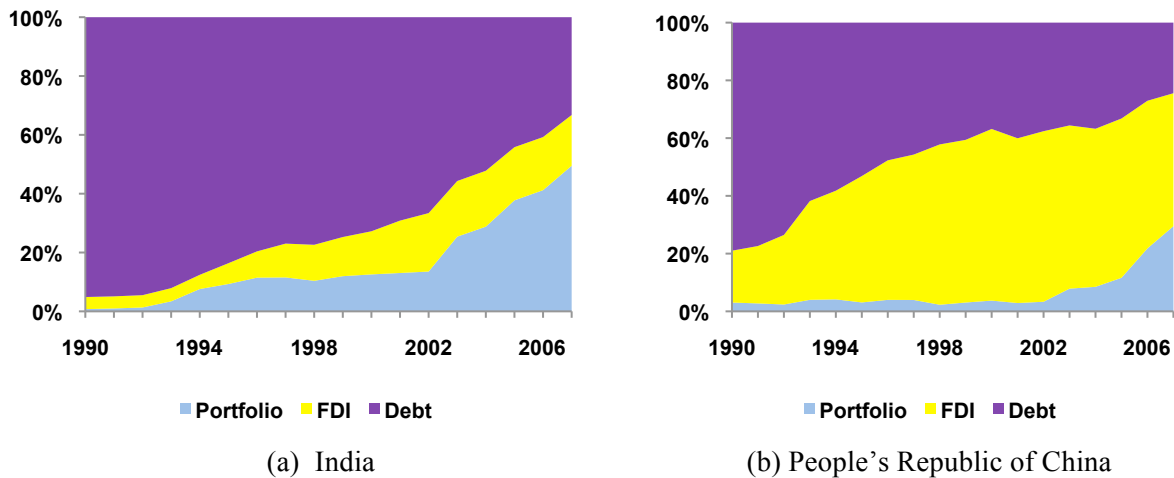 100%
80%
60%
40%
20%
0%
1990 1994 1998 2002 2006
Portfolio FDI Debt
(a) India
100%
80%
60%
40%
20%
0%
1990 1994 1998 2002 2006
Portfolio FDI Debt
(b) People's Republic of China